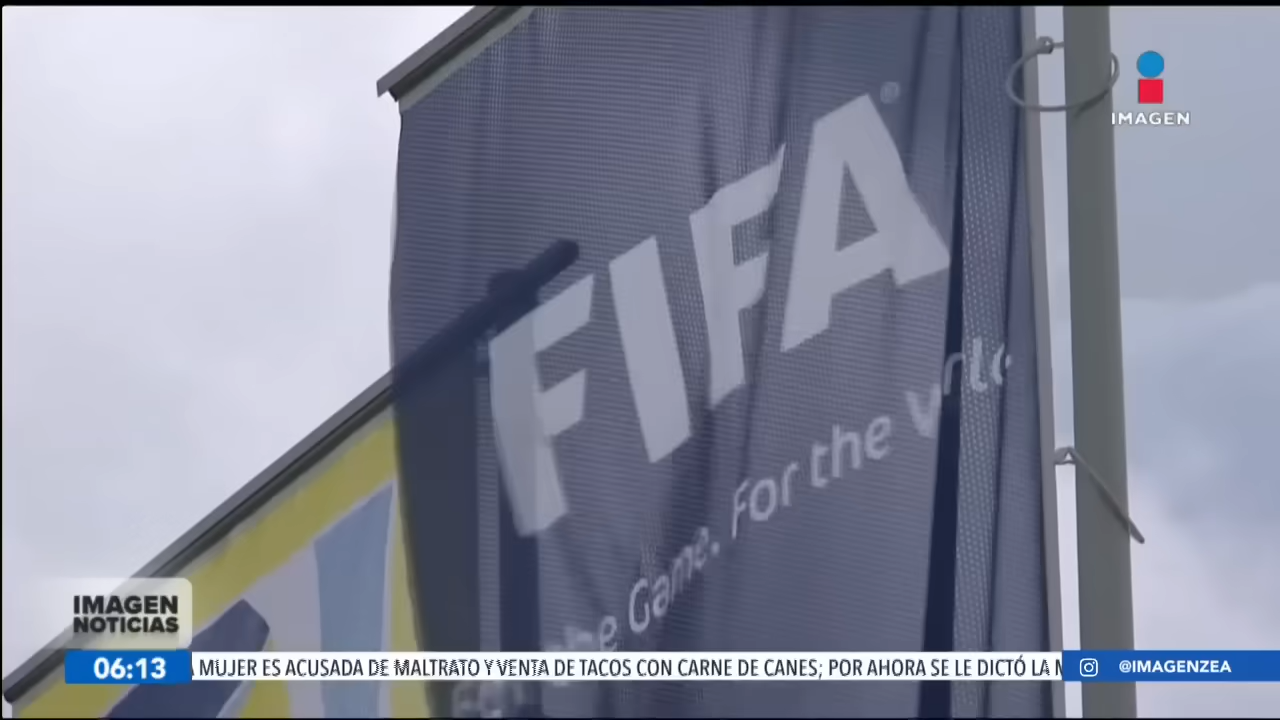 IMAGEN
FIFA®
the Game. For the
IMAGEN
NOTICIAS
06:13
MUJER ES ACUSADA DE MALTRATO Y VENTA DE TACOS CON CARNE DE CANES; POR AHORA SE LE DICTÓ LA
@IMAGENZEA